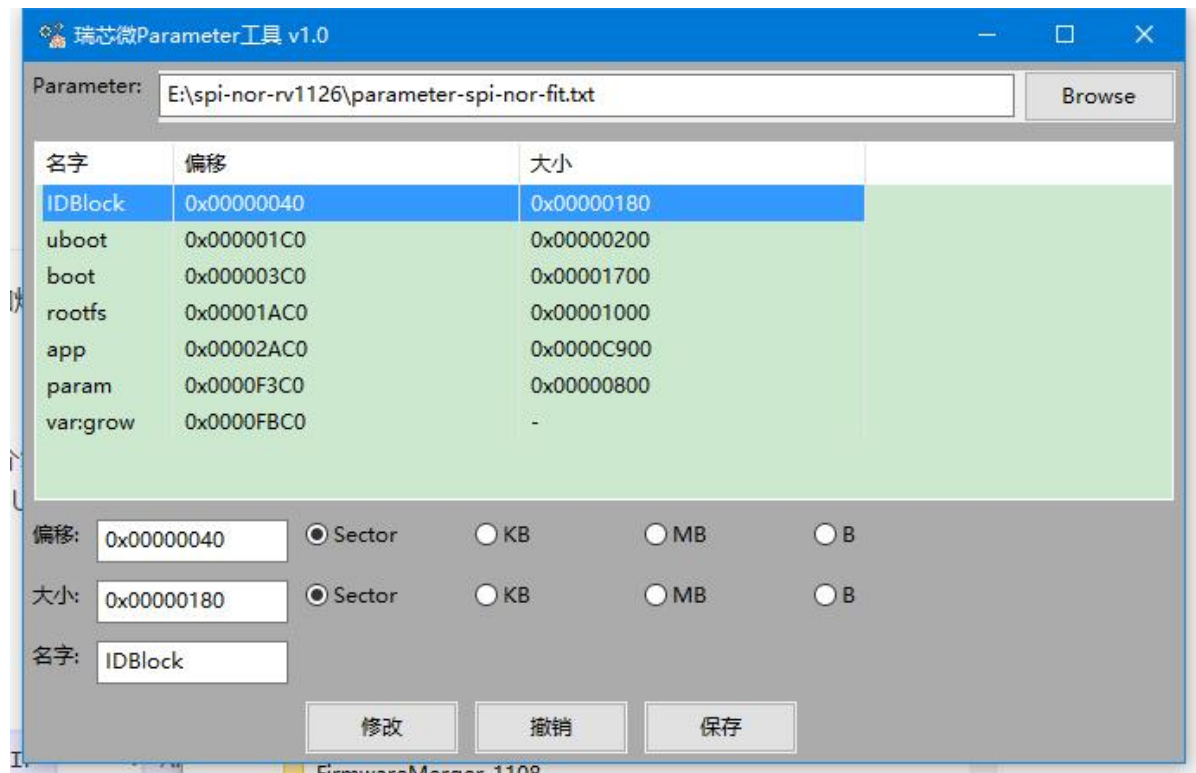 瑞芯微Parameter工具 v1.0
Parameter: E:\spi-nor-rv1126\parameter-spi-nor-fit.txt Browse
名字 偏移 大小
IDBlock 0x00000040 0x00000180
uboot 0x000001C0 0x00000200
boot 0x000003C0 0x00001700
rootfs 0x00001AC0 0x00001000
app 0x00002AC0 0x0000C900
param 0x0000F3C0 0x00000800
var:grow 0x0000FBC0 -
偏移: 0x00000040 Sector KB MB B
大小: 0x00000180 Sector KB MB B
名字: IDBlock
修改 撤销 保存
FirmwareMerger 1108